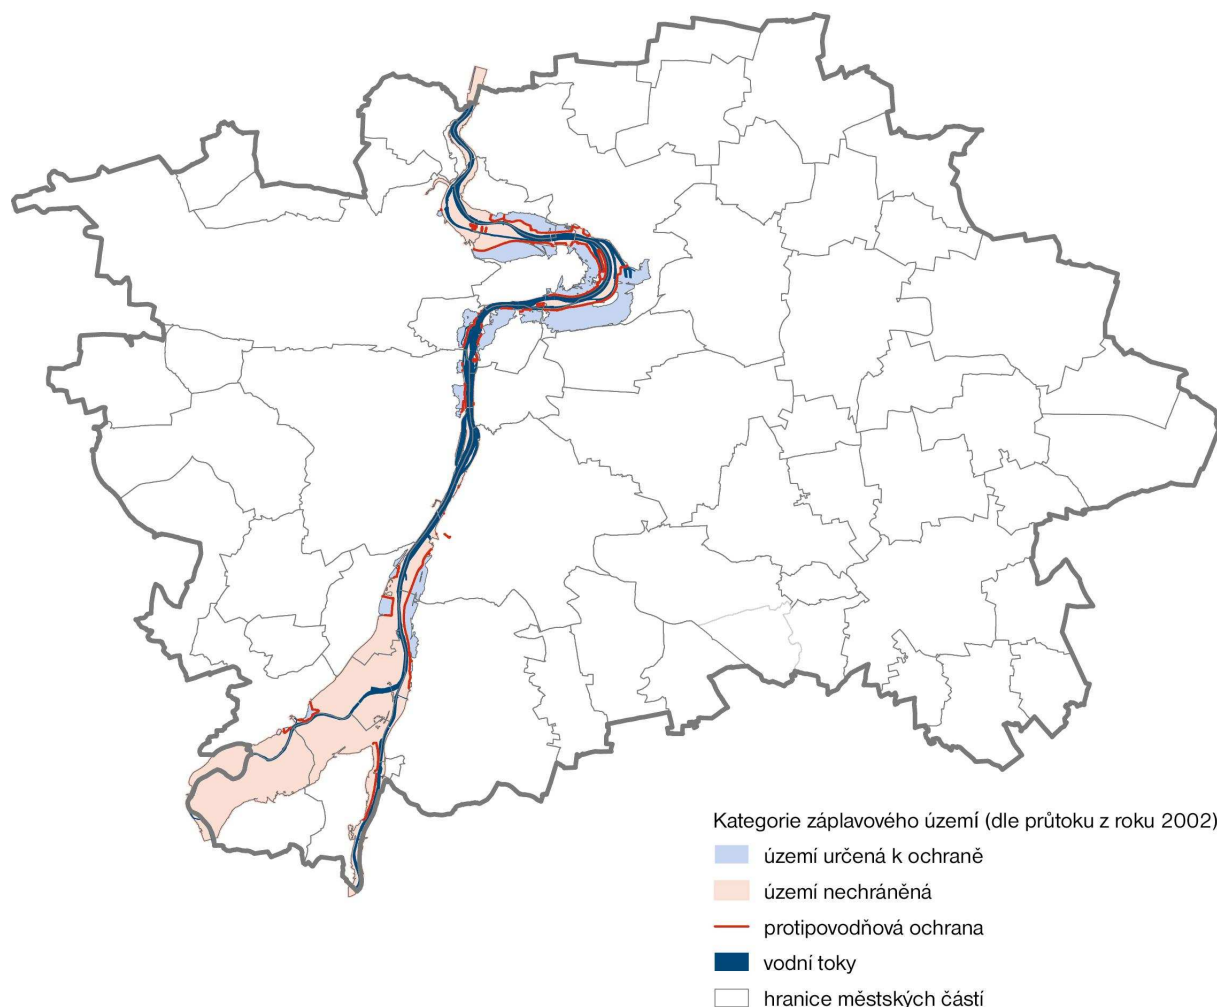 Kategorie záplavového území (dle průtoku z roku 2002)
území určená k ochraně
území nechráněná
protipovodňová ochrana
vodní toky
hranice městských částí